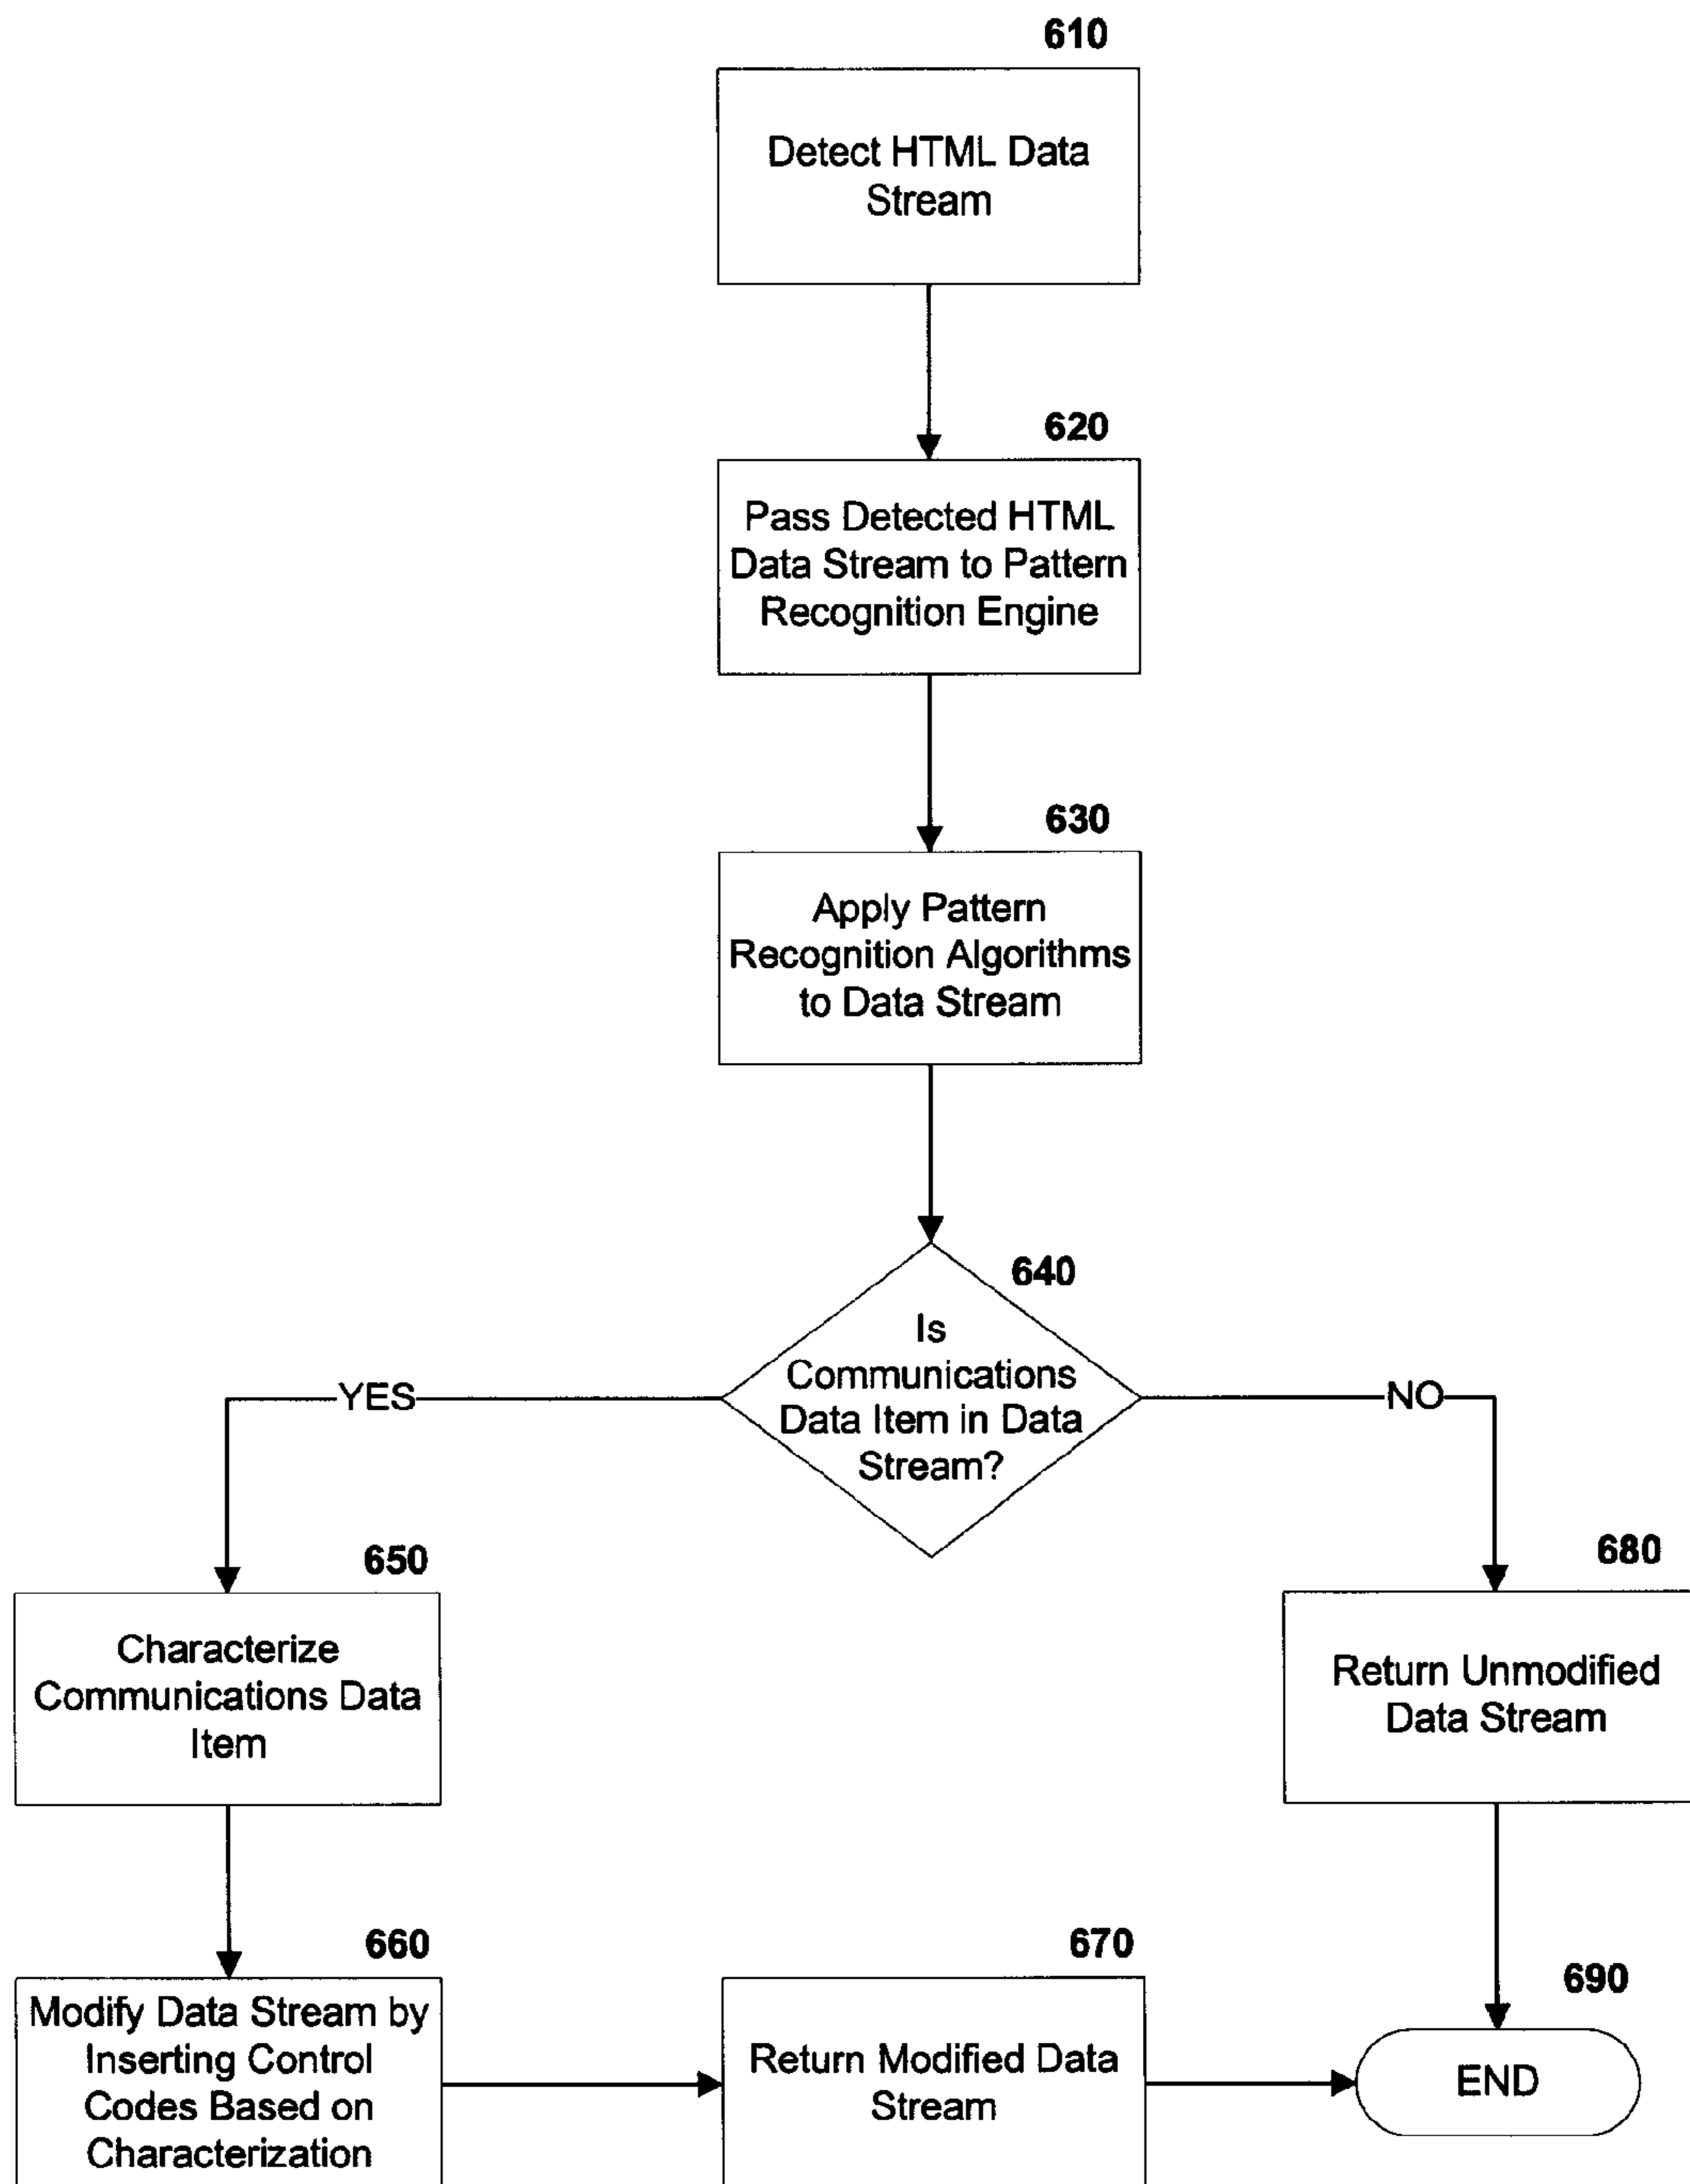 610
Detect HTML Data
Stream
620
Pass Detected HTML
Data Stream to Pattern
Recognition Engine
630
Apply Pattern
Recognition Algorithms
to Data Stream
640
Is
Communications
Data Item in Data
Stream?
YES
NO
650
Characterize
Communications Data
Item
680
Return Unmodified
Data Stream
660
Modify Data Stream by
Inserting Control
Codes Based on
Characterization
670
Return Modified Data
Stream
690
END